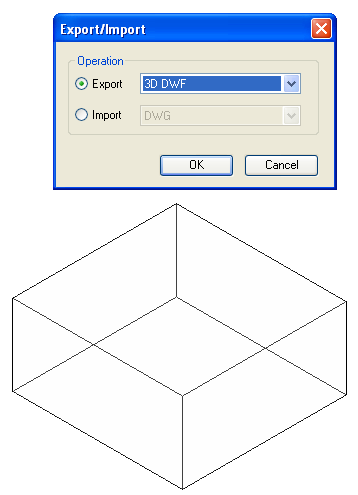 Export/Import
Operation
Export 3D DWF
Import DWG
OK Cancel